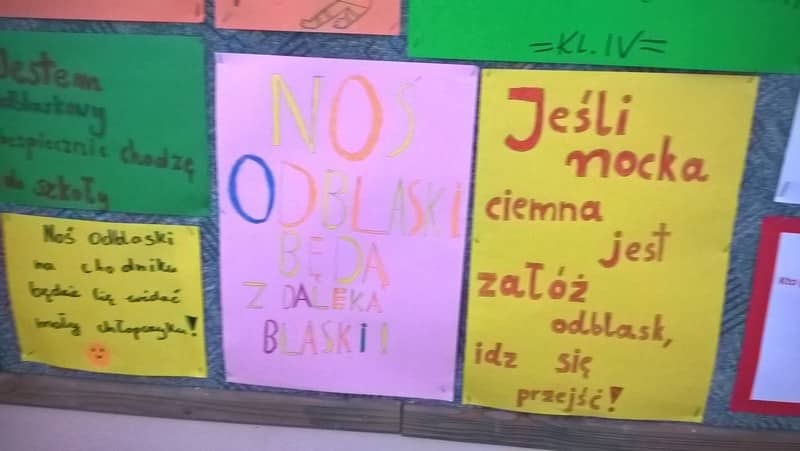 =KL. IV=
Jestem
odblaskowy
bezpiecznie chodzę
do szkoły
Noś odblaski
na chodniku
będzie cię widać
mały chłopczyku!
NOŚ
ODBLASKI
BĘDĄ
Z DALEKA
BLASKI!
Jeśli
nocka
ciemna
jest
załóż
odblask,
idz się
przejść!